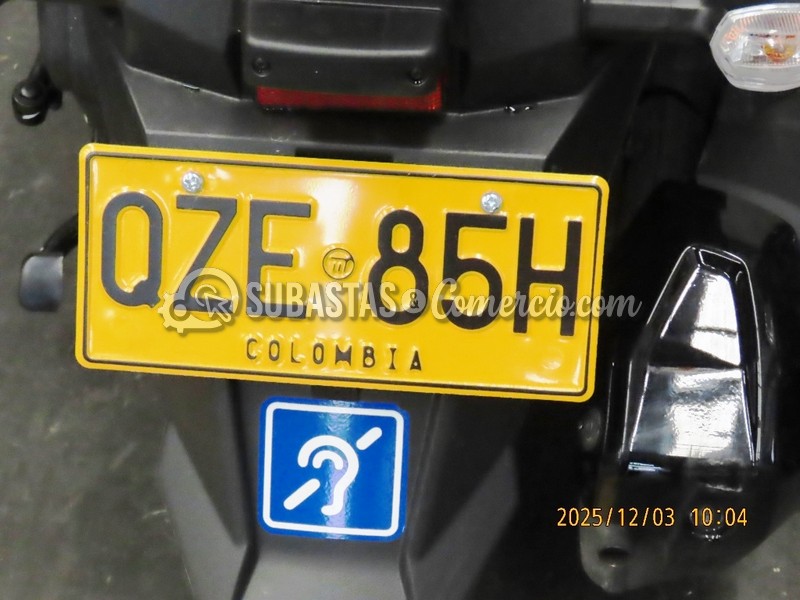 QZE 85H
COLOMBIA
SUBASTAS & Comercio.com
2025/12/03 10:04